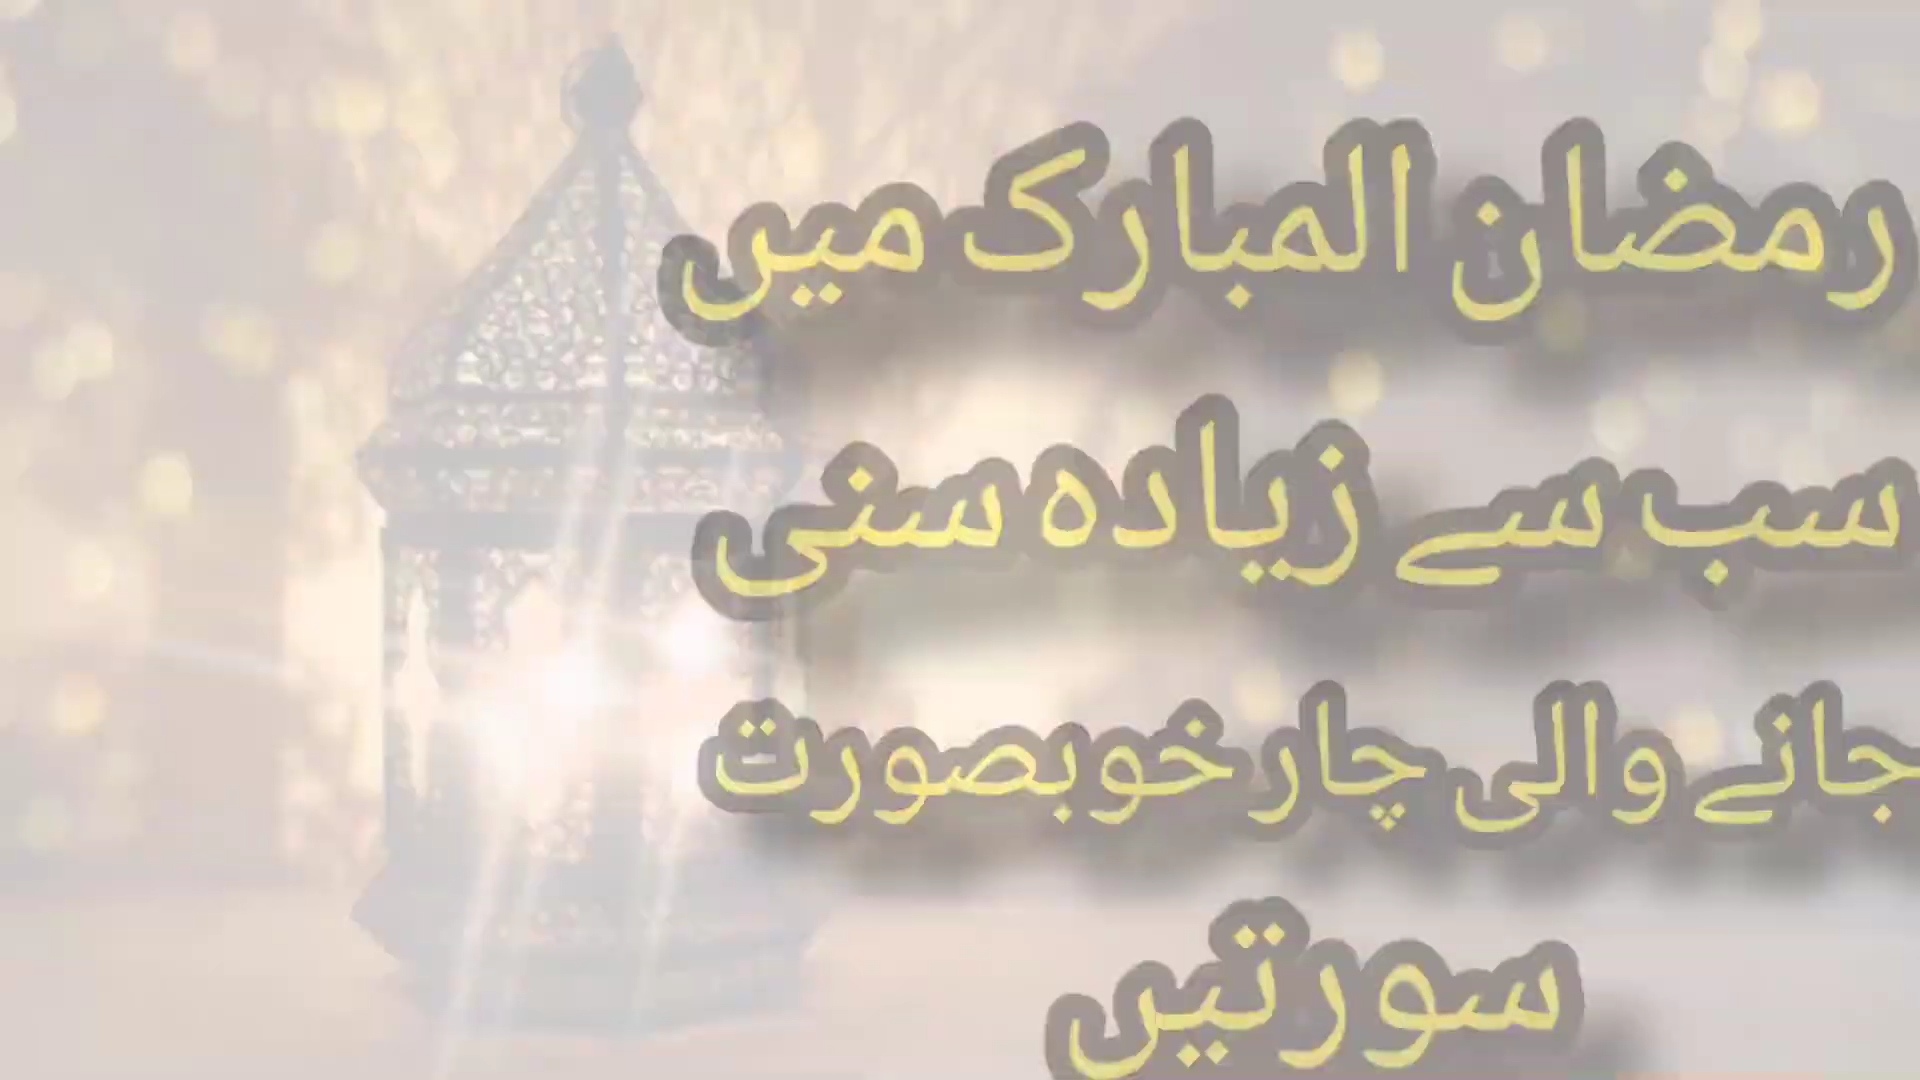 رمضان المبارک میں
سب سے زیادہ سنی
جانے والی چار خوبصورت
سورتیں